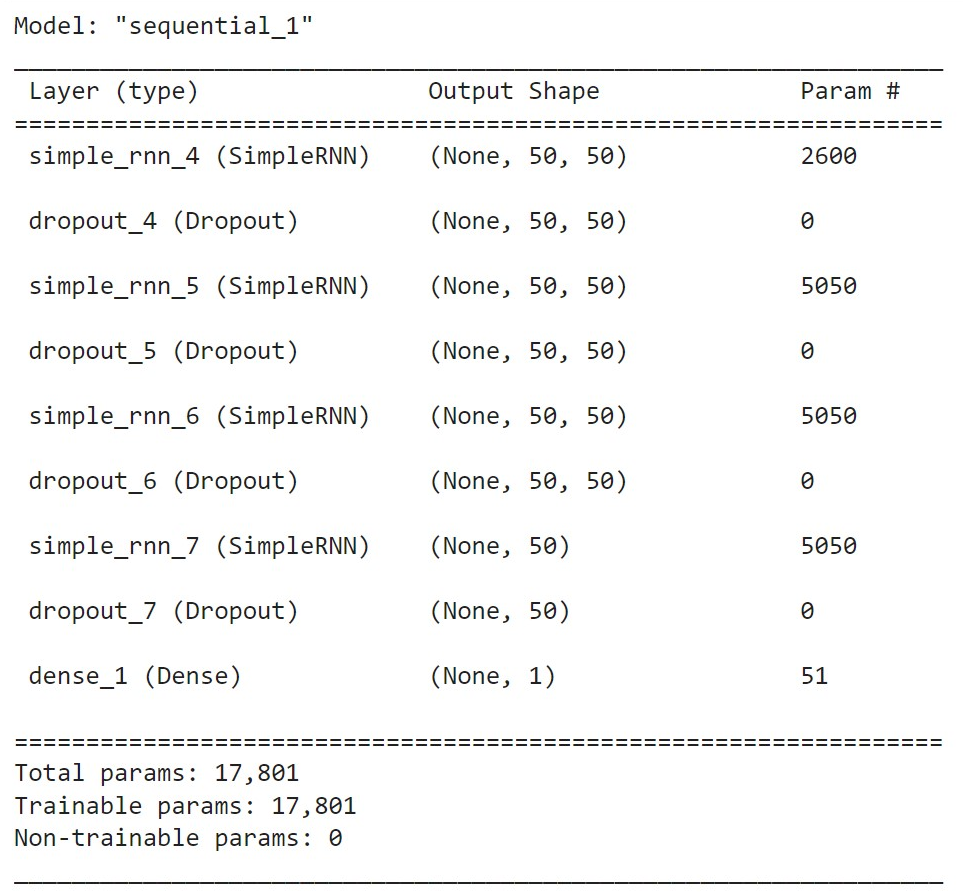 Model: "sequential_1"
_________________________________________________________________
Layer (type) Output Shape Param #
=================================================================
simple_rnn_4 (SimpleRNN) (None, 50, 50) 2600
dropout_4 (Dropout) (None, 50, 50) 0
simple_rnn_5 (SimpleRNN) (None, 50, 50) 5050
dropout_5 (Dropout) (None, 50, 50) 0
simple_rnn_6 (SimpleRNN) (None, 50, 50) 5050
dropout_6 (Dropout) (None, 50, 50) 0
simple_rnn_7 (SimpleRNN) (None, 50) 5050
dropout_7 (Dropout) (None, 50) 0
dense_1 (Dense) (None, 1) 51
=================================================================
Total params: 17,801
Trainable params: 17,801
Non-trainable params: 0
_________________________________________________________________